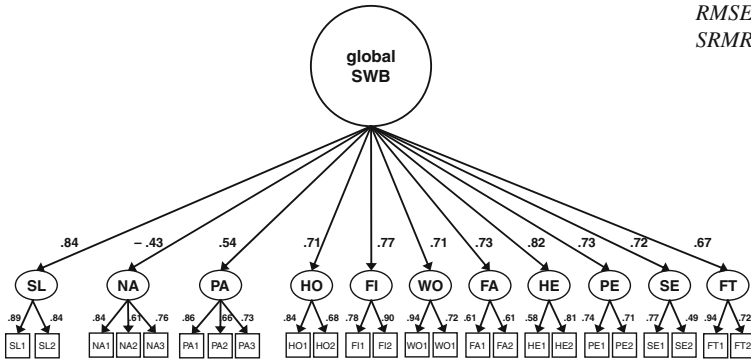 RMSE
SRMR
global
SWB
.84 – .43 .54 .71 .77 .71 .73 .82 .73 .72 .67
SL NA PA HO FI WO FA HE PE SE FT
.89 .84 .84 .61 .76 .86 .66 .73 .84 .68 .78 .90 .94 .72 .61 .61 .58 .81 .74 .71 .77 .49 .94 .72
SL1 SL2 NA1 NA2 NA3 PA1 PA2 PA3 HO1 HO2 FI1 FI2 WO1 WO1 FA1 FA2 HE1 HE2 PE1 PE2 SE1 SE2 FT1 FT2